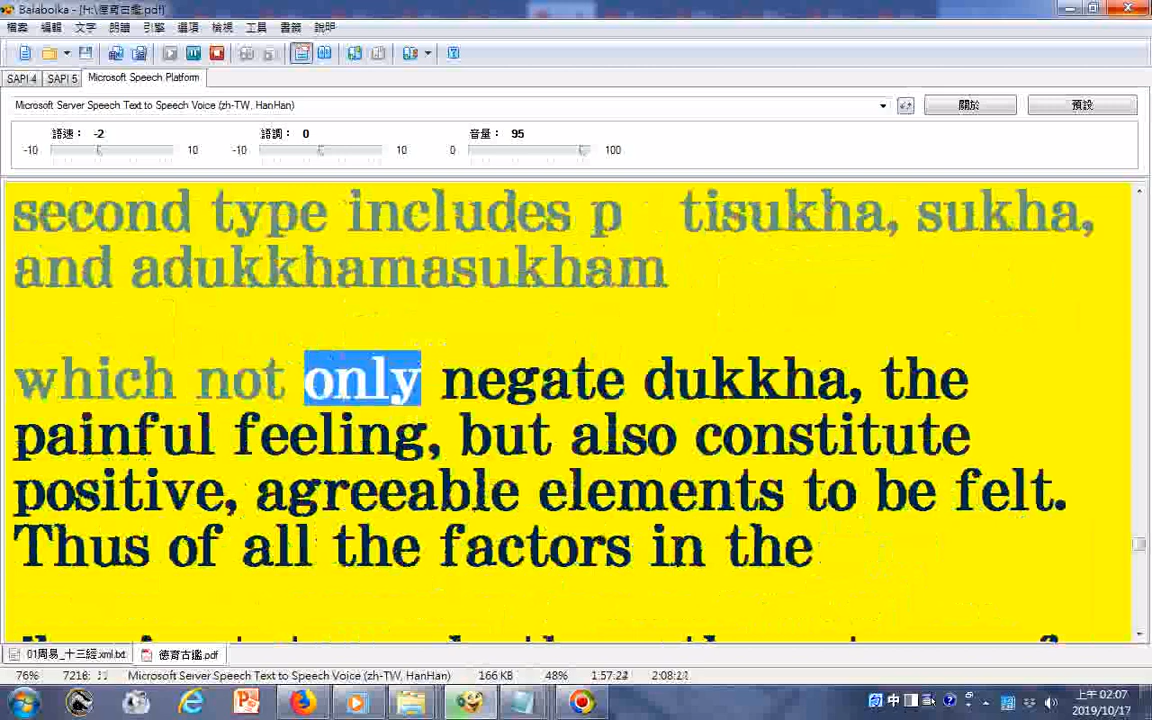 Balabolka - [H:\德育古鑑.pdf]
檔案 編輯 文字 朗讀 引擎 選項 檢視 工具 書籤 說明
SAPI 4 SAPI 5 Microsoft Speech Platform
Microsoft Server Speech Text to Speech Voice (zh-TW, HanHan) 關於 預設
語速： -2 語調： 0 音量： 95
-10 10 -10 10 0 100
second type includes p tisukha, sukha,
and adukkhamasukham
which not only negate dukkha, the
painful feeling, but also constitute
positive, agreeable elements to be felt.
Thus of all the factors in the
01周易_十三經.xml.txt 德育古鑑.pdf
76% Microsoft Server Speech Text to Speech Voice (zh-TW, HanHan) 166 KB 48%
中 上午 02:07
2019/10/17